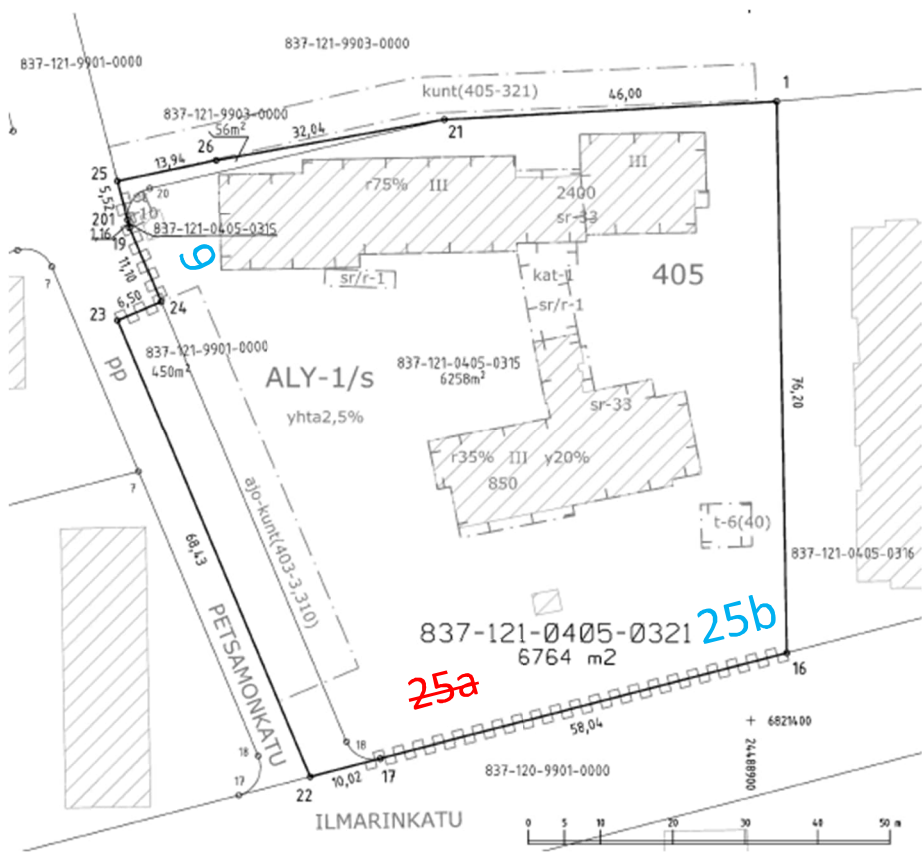 837-121-9903-0000
837-121-9901-0000
1
kunt(405-321)
46,00
837-121-9903-0000
56m²
26
32,04
21
13,94
25
III
r75% III
5,52
20
2400
sr-33
201
1,16
837-121-0405-0315
19
9
11,10
kat-1
405
sr/r-1
6,50
24
sr/r-1
23
837-121-9901-0000
450m²
7
pp
837-121-0405-0315
6258m²
ALY-1/s
76,20
yhta2,5%
sr-33
r35% III y20%
850
7
ajo-kunt(403-3,310)
t-6(40)
68,43
837-121-0405-0316
PETSAMONKATU
837-121-0405-0321
6764 m2
25b
16
25a
58,04
6821400
24488900
18
18
17
17
10,02
22
837-120-9901-0000
ILMARINKATU
0 5 10 20 30 40 50 m